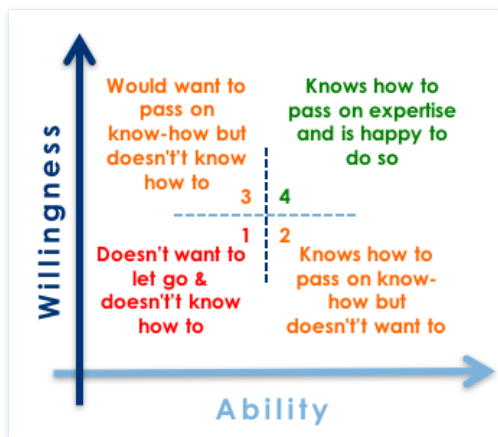 Willingness
Would want to
pass on
know-how but
doesn't't know
how to
3
Knows how to
pass on expertise
and is happy to
do so
4
1
Doesn't want to
let go &
doesn't't know
how to
2
Knows how to
pass on know-
how but
doesn't't want to
Ability